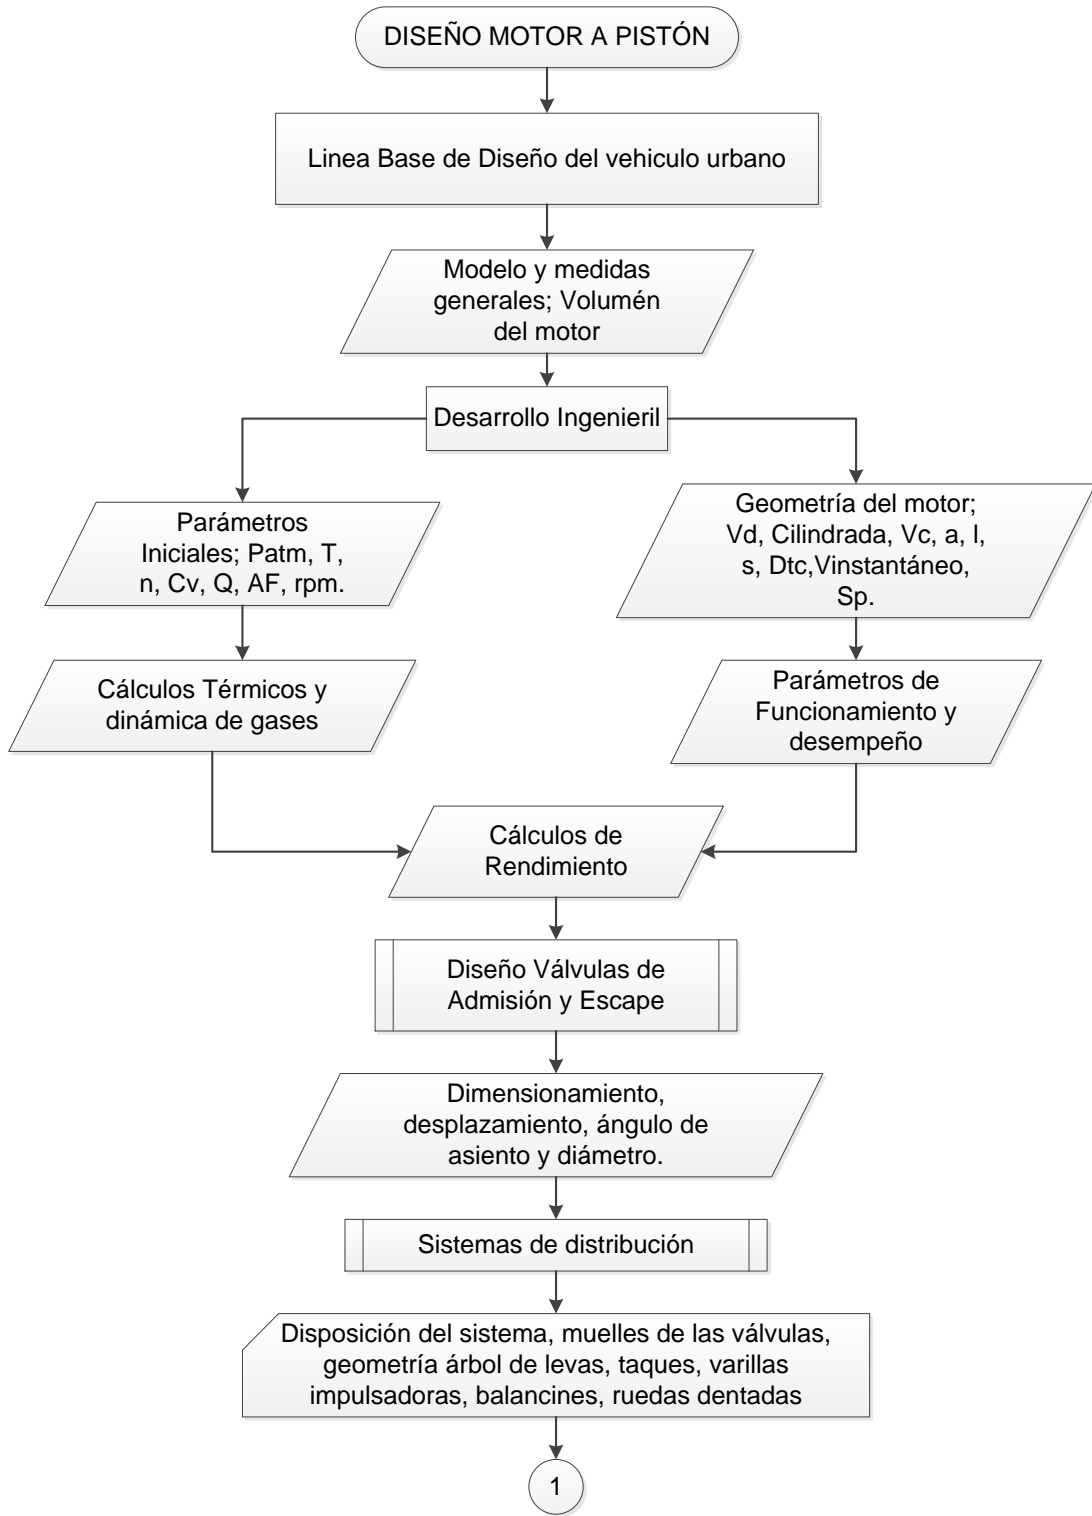 DISEÑO MOTOR A PISTÓN
Linea Base de Diseño del vehiculo urbano
Modelo y medidas
generales; Volumén
del motor
Desarrollo Ingenieril
Parámetros
Iniciales; Patm, T,
n, Cv, Q, AF, rpm.
Geometría del motor;
Vd, Cilindrada, Vc, a, l,
s, Dtc,Vinstantáneo,
Sp.
Cálculos Térmicos y
dinámica de gases
Parámetros de
Funcionamiento y
desempeño
Cálculos de
Rendimiento
Diseño Válvulas de
Admisión y Escape
Dimensionamiento,
desplazamiento, ángulo de
asiento y diámetro.
Sistemas de distribución
Disposición del sistema, muelles de las válvulas,
geometría árbol de levas, taques, varillas
impulsadoras, balancines, ruedas dentadas
1